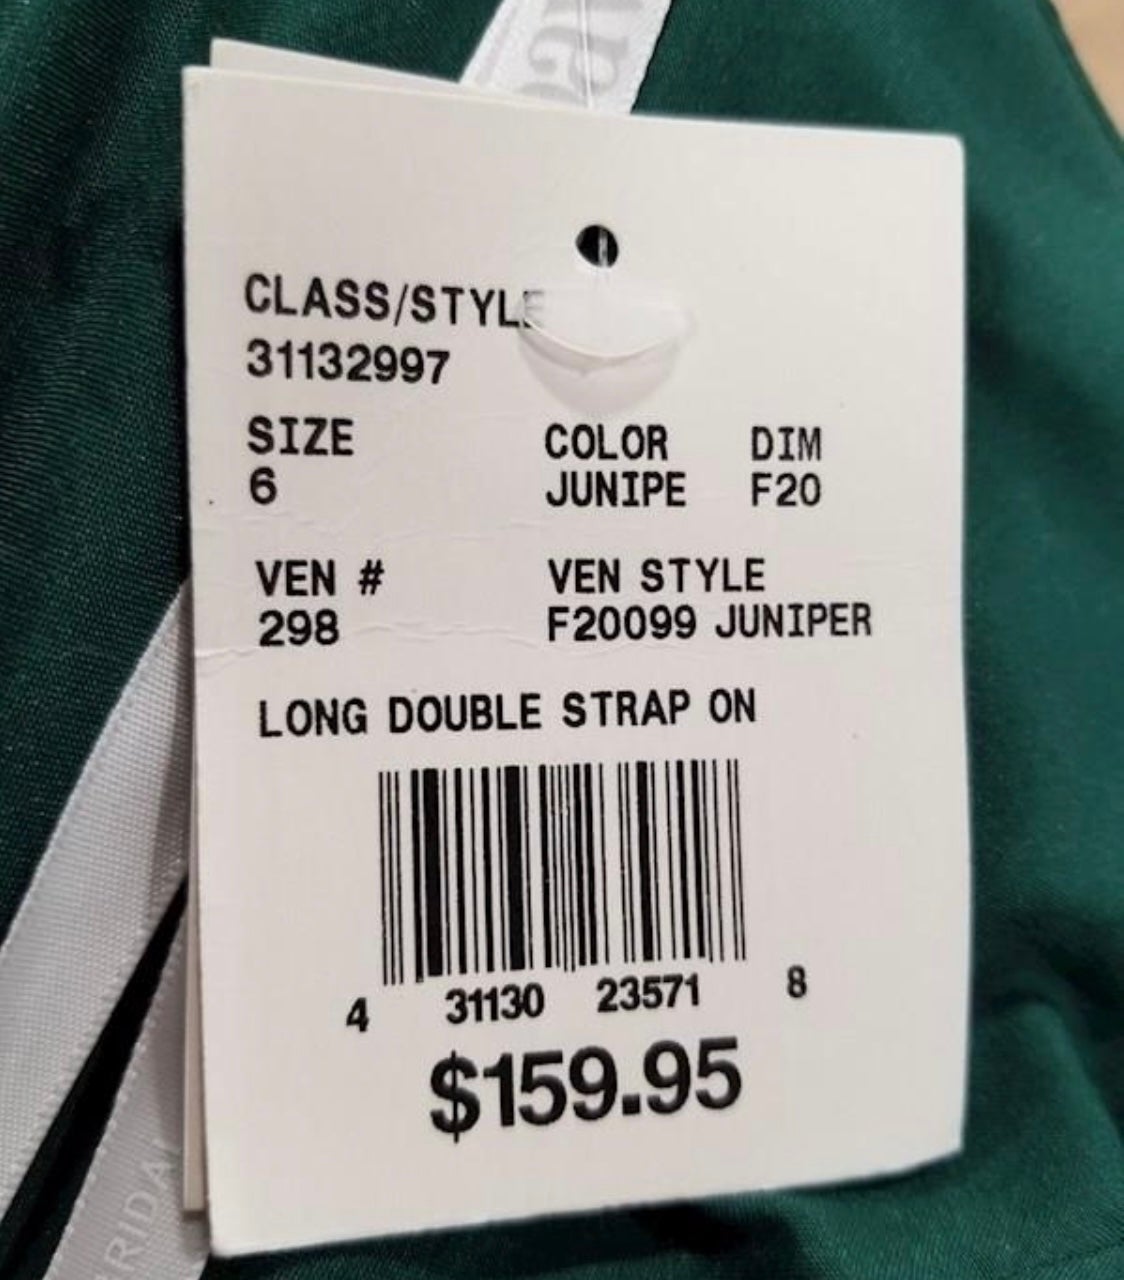 CLASS/STYLE
31132997
SIZE COLOR DIM
6 JUNIPE F20
VEN # VEN STYLE
298 F20099 JUNIPER
LONG DOUBLE STRAP ON
4 31130 23571 8
$159.95
RIDA